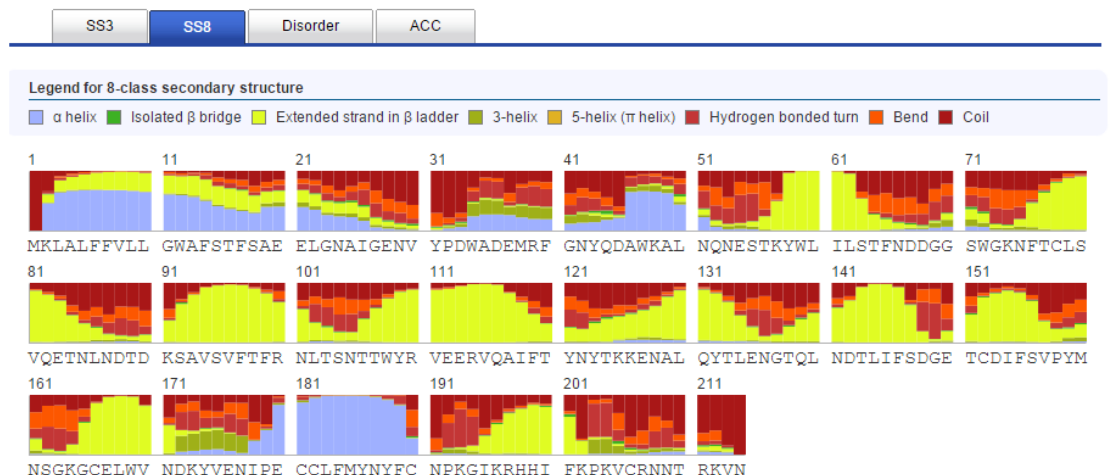 SS3 SS8 Disorder ACC
Legend for 8-class secondary structure
α helix Isolated β bridge Extended strand in β ladder 3-helix 5-helix (π helix) Hydrogen bonded turn Bend Coil
1 11 21 31 41 51 61 71
MKLALFFVLL GWAFSTFSAE ELGNAIGENV YPDWADEMRF GNYQDAWKAL NQNESTKYWL ILSTFNDDGG SWGKNFTCLS
81 91 101 111 121 131 141 151
VQETNLNDTD KSAVSVFTFR NLTSNTTWYR VEERVQAIFT YNYTKKENAL QYTLENGTQL NDTLIFSDGE TCDIFSVPYM
161 171 181 191 201 211
NSGKGCELWV NDKYVENIPE CCLFMYNYFC NPKGIKRHHI FKPKVCRNNT RKVN